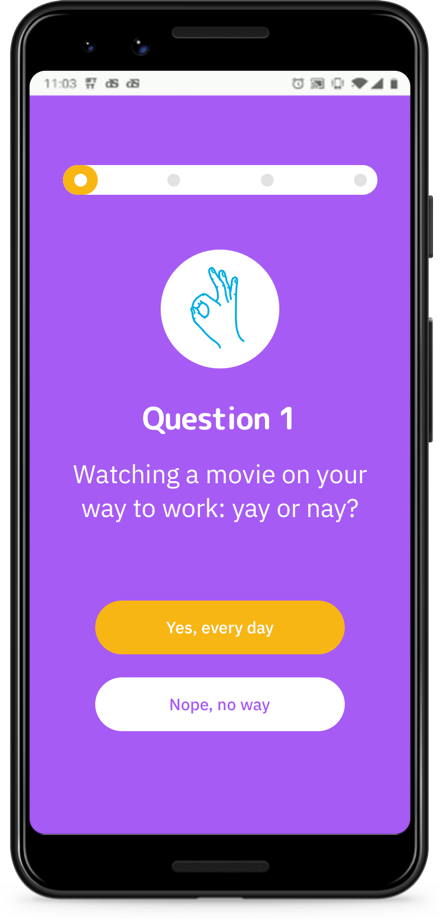 11:03
Question 1
Watching a movie on your
way to work: yay or nay?
Yes, every day
Nope, no way